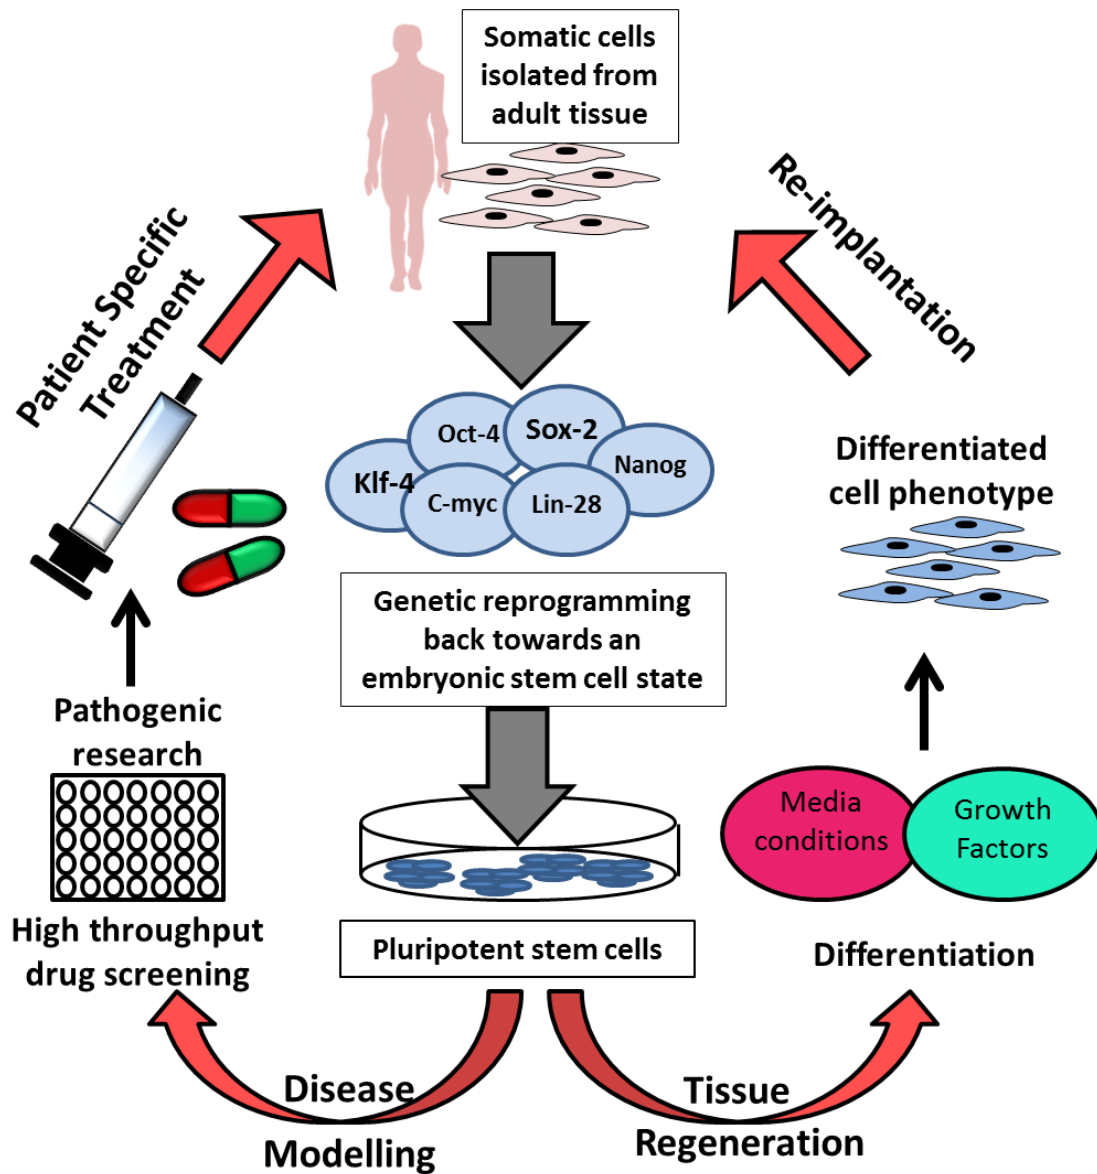 Somatic cells
isolated from
adult tissue
Patient Specific
Treatment
Re-implantation
Oct-4
Sox-2
Klf-4
Nanog
C-myc
Lin-28
Differentiated
cell phenotype
Genetic reprogramming
back towards an
embryonic stem cell state
Pathogenic
research
Media
conditions
Growth
Factors
High throughput
drug screening
Pluripotent stem cells
Differentiation
Disease
Modelling
Tissue
Regeneration